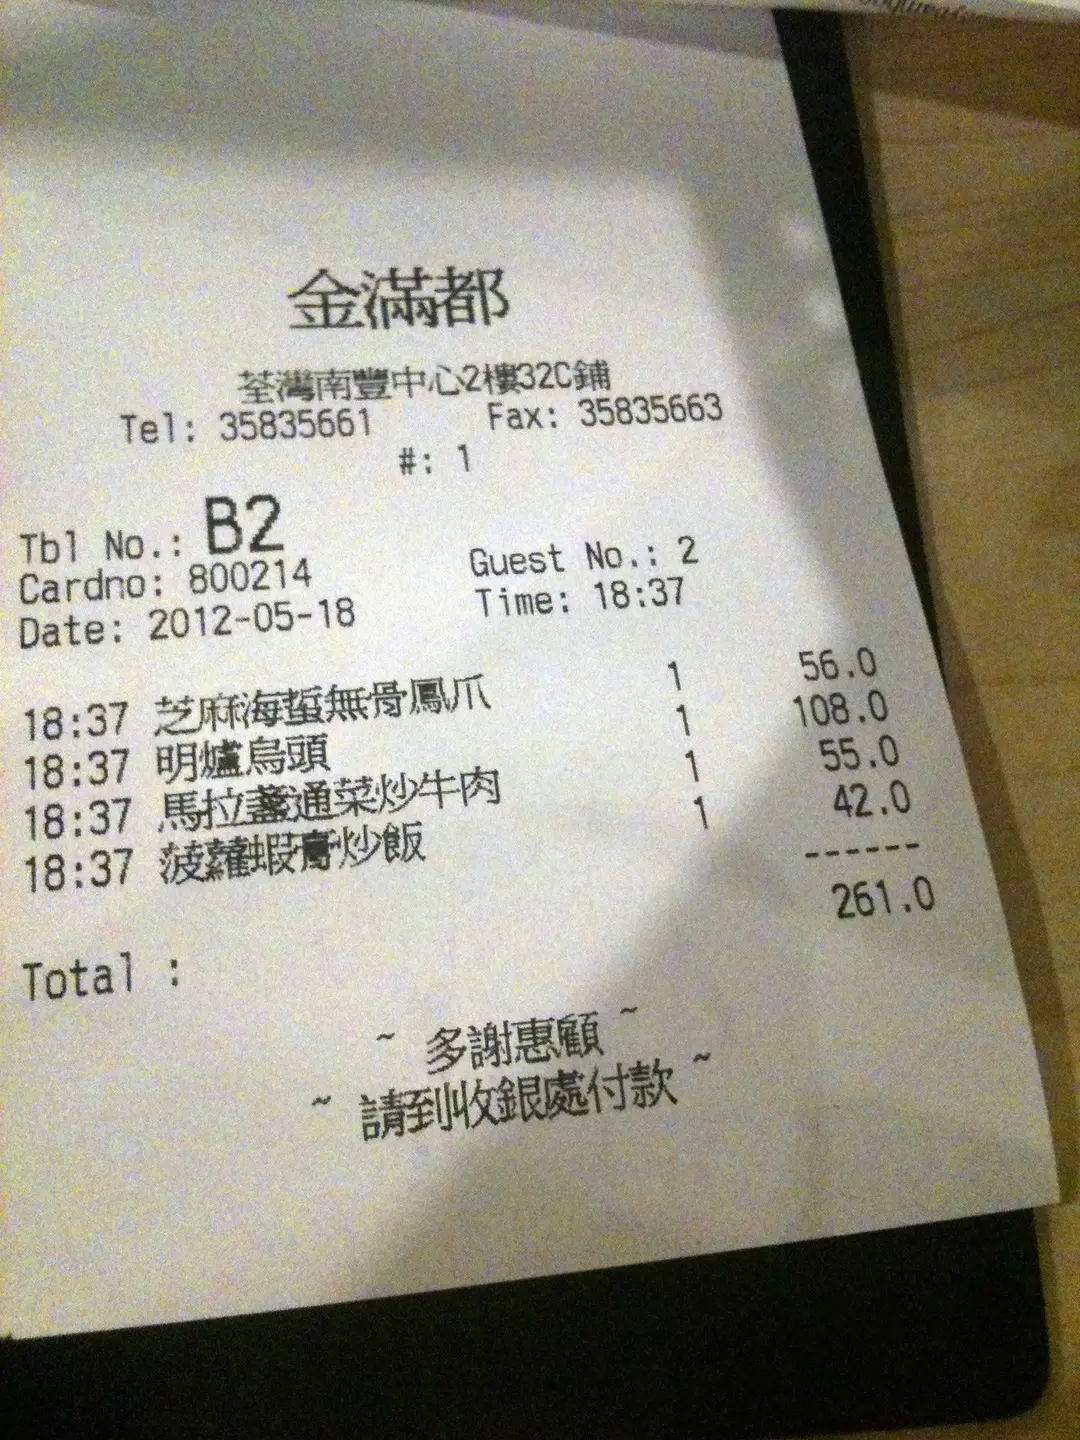 金滿都
荃灣南豐中心2樓32C鋪
Tel: 35835661 Fax: 35835663
#: 1
Tbl No.: B2
Cardno: 800214 Guest No.: 2
Date: 2012-05-18 Time: 18:37
18:37 芝麻海蜇無骨鳳爪 1 56.0
18:37 明爐烏頭 1 108.0
18:37 馬拉盞通菜炒牛肉 1 55.0
18:37 菠蘿蝦膏炒飯 1 42.0
------
261.0
Total :
~ 多謝惠顧 ~
~ 請到收銀處付款 ~